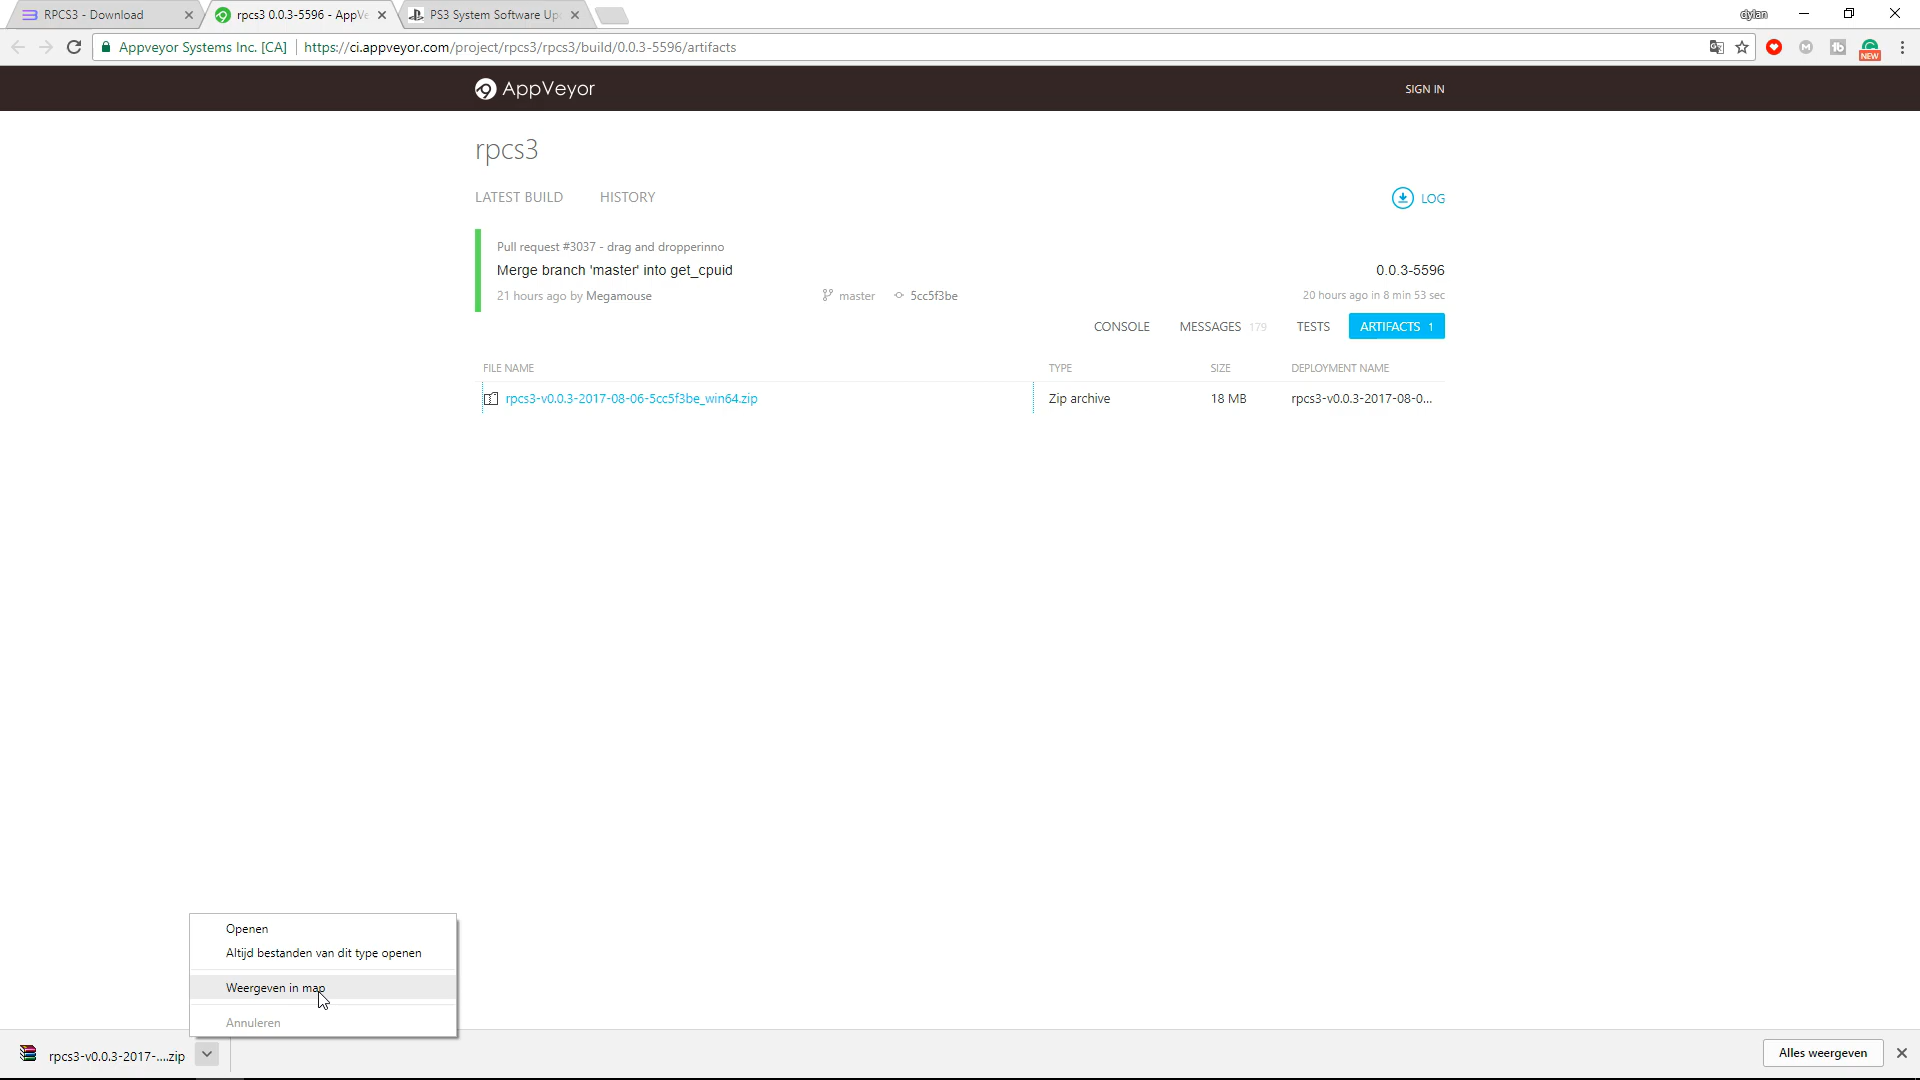 RPCS3 - Download
rpcs3 0.0.3-5596 - AppVe
PS3 System Software Up
dylan
Appveyor Systems Inc. [CA]
https://ci.appveyor.com/project/rpcs3/rpcs3/build/0.0.3-5596/artifacts
NEW
AppVeyor
SIGN IN
rpcs3
LATEST BUILD
HISTORY
LOG
Pull request #3037 - drag and dropperinno
Merge branch 'master' into get_cpuid
0.0.3-5596
21 hours ago by Megamouse
master
5cc5f3be
20 hours ago in 8 min 53 sec
CONSOLE
MESSAGES 179
TESTS
ARTIFACTS 1
FILE NAME
TYPE
SIZE
DEPLOYMENT NAME
rpcs3-v0.0.3-2017-08-06-5cc5f3be_win64.zip
Zip archive
18 MB
rpcs3-v0.0.3-2017-08-0...
Openen
Altijd bestanden van dit type openen
Weergeven in map
Annuleren
rpcs3-v0.0.3-2017-....zip
Alles weergeven